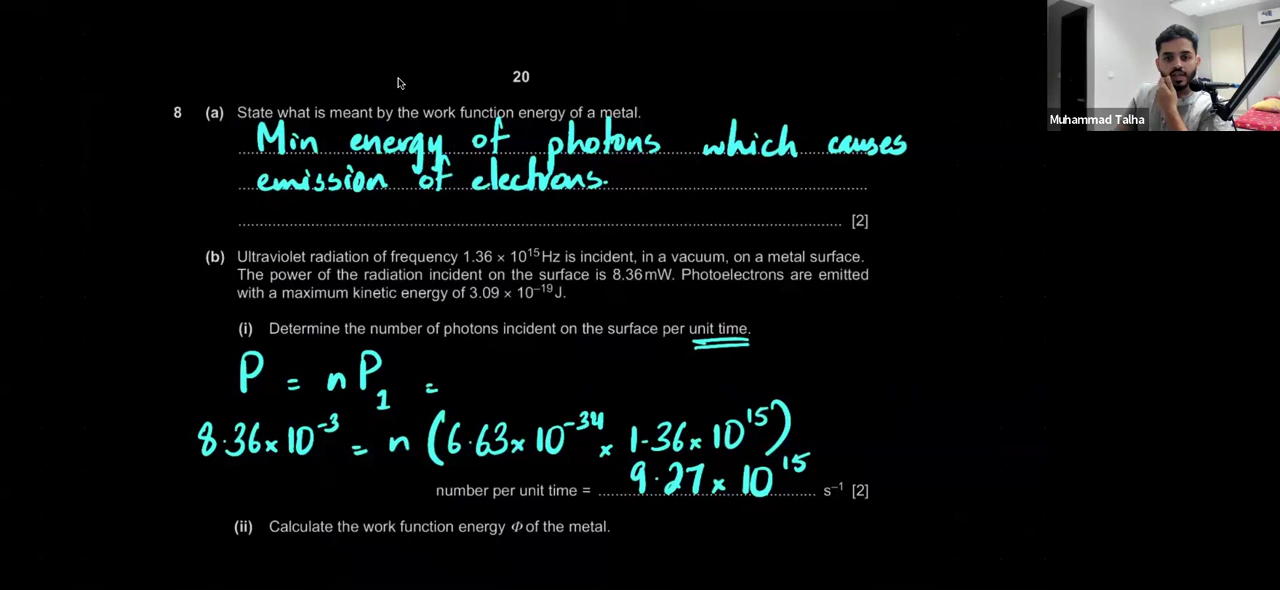 20
8 (a) State what is meant by the work function energy of a metal.
Min energy of photons which causes
emission of electrons.
[2]
(b) Ultraviolet radiation of frequency 1.36 × 10¹⁵ Hz is incident, in a vacuum, on a metal surface.
The power of the radiation incident on the surface is 8.36 mW. Photoelectrons are emitted
with a maximum kinetic energy of 3.09 × 10⁻¹⁹ J.
(i) Determine the number of photons incident on the surface per unit time.
P = nP₁ =
8.36 × 10⁻³ = n (6.63 × 10⁻³⁴ × 1.36 × 10¹⁵)
9.27 × 10¹⁵
number per unit time = ........ s⁻¹ [2]
(ii) Calculate the work function energy Φ of the metal.
Muhammad Talha